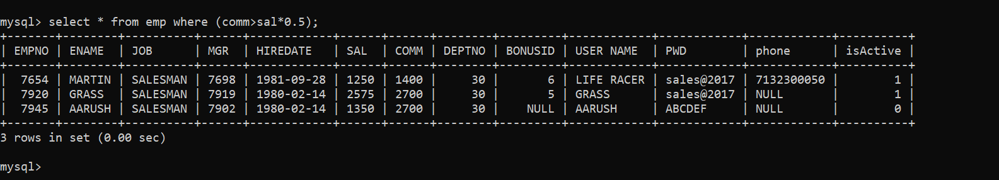 mysql> select * from emp where (comm>sal*0.5);
+-------+--------+----------+------+------------+------+------+--------+---------+------------+------------+------------+----------+
| EMPNO | ENAME  | JOB      | MGR  | HIREDATE   | SAL  | COMM | DEPTNO | BONUSID | USER NAME  | PWD        | phone      | isActive |
+-------+--------+----------+------+------------+------+------+--------+---------+------------+------------+------------+----------+
|  7654 | MARTIN | SALESMAN | 7698 | 1981-09-28 | 1250 | 1400 |     30 |       6 | LIFE RACER | sales@2017 | 7132300050 |        1 |
|  7920 | GRASS  | SALESMAN | 7919 | 1980-02-14 | 2575 | 2700 |     30 |       5 | GRASS      | sales@2017 | NULL       |        1 |
|  7945 | AARUSH | SALESMAN | 7902 | 1980-02-14 | 1350 | 2700 |     30 |    NULL | AARUSH     | ABCDEF     | NULL       |        0 |
+-------+--------+----------+------+------------+------+------+--------+---------+------------+------------+------------+----------+
3 rows in set (0.00 sec)
mysql>